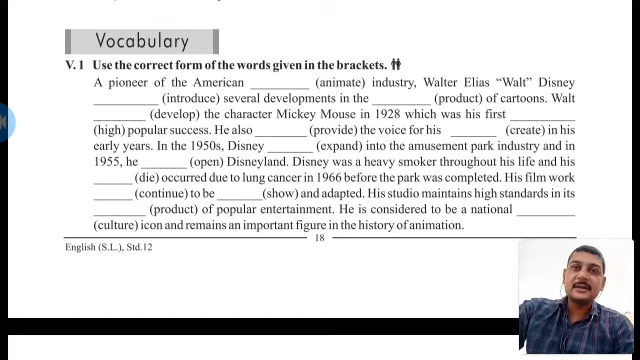 Vocabulary
V. 1 Use the correct form of the words given in the brackets.
A pioneer of the American _________ (animate) industry, Walter Elias “Walt” Disney
__________ (introduce) several developments in the _________ (product) of cartoons. Walt
________ (develop) the character Mickey Mouse in 1928 which was his first __________
(high) popular success. He also ________ (provide) the voice for his _______ (create) in his
early years. In the 1950s, Disney _______ (expand) into the amusement park industry and in
1955, he _______ (open) Disneyland. Disney was a heavy smoker throughout his life and his
______ (die) occurred due to lung cancer in 1966 before the park was completed. His film work
______ (continue) to be _______(show) and adapted. His studio maintains high standards in its
________ (product) of popular entertainment. He is considered to be a national _________
(culture) icon and remains an important figure in the history of animation.
18
English (S.L.), Std.12